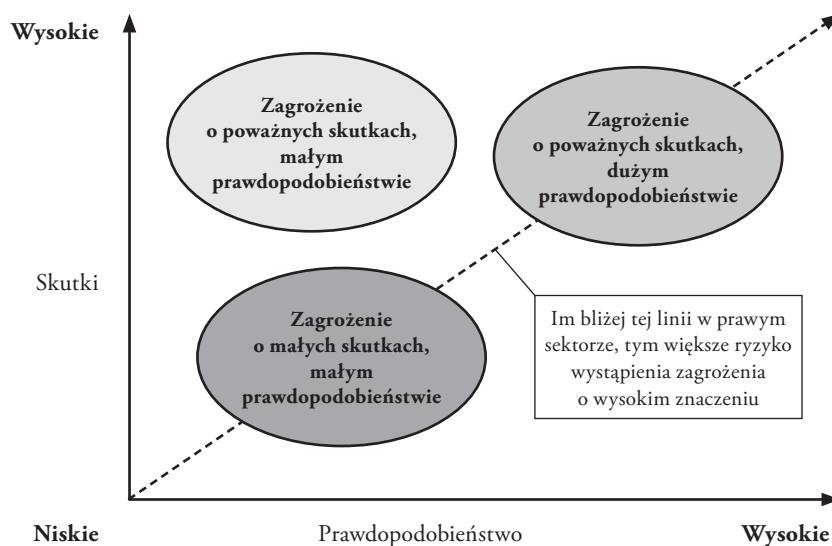 Wysokie
Zagrożenie
o poważnych skutkach,
małym
prawdopodobieństwie
Zagrożenie
o poważnych skutkach,
dużym
prawdopodobieństwie
Skutki
Zagrożenie
o małych skutkach,
małym
prawdopodobieństwie
Im bliżej tej linii w prawym
sektorze, tym większe ryzyko
wystąpienia zagrożenia
o wysokim znaczeniu
Niskie
Prawdopodobieństwo
Wysokie